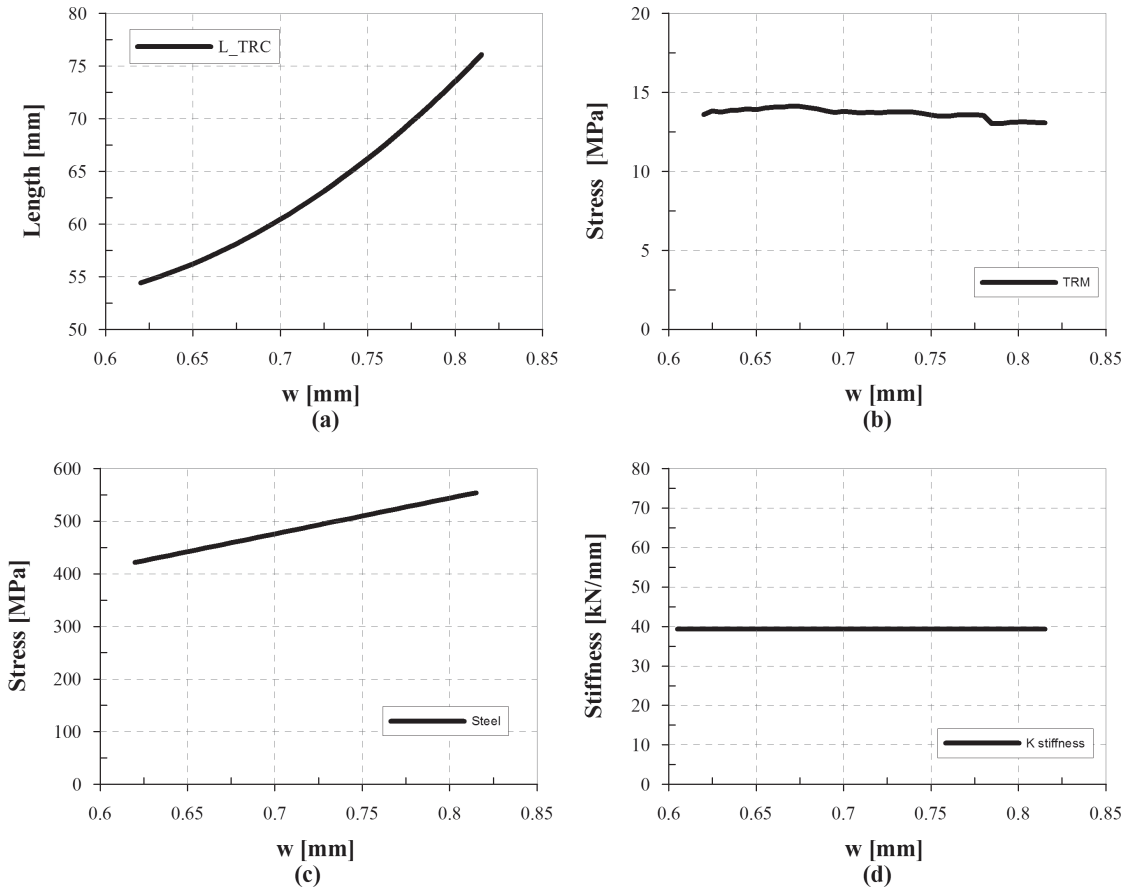 80
75
70
65
60
55
50
Length [mm]
L_TRC
0.6 0.65 0.7 0.75 0.8 0.85
w [mm]
(a)
20
15
10
5
0
Stress [MPa]
TRM
0.6 0.65 0.7 0.75 0.8 0.85
w [mm]
(b)
600
500
400
300
200
100
0
Stress [MPa]
Steel
0.6 0.65 0.7 0.75 0.8 0.85
w [mm]
(c)
80
70
60
50
40
30
20
10
0
Stiffness [kN/mm]
K stiffness
0.6 0.65 0.7 0.75 0.8 0.85
w [mm]
(d)